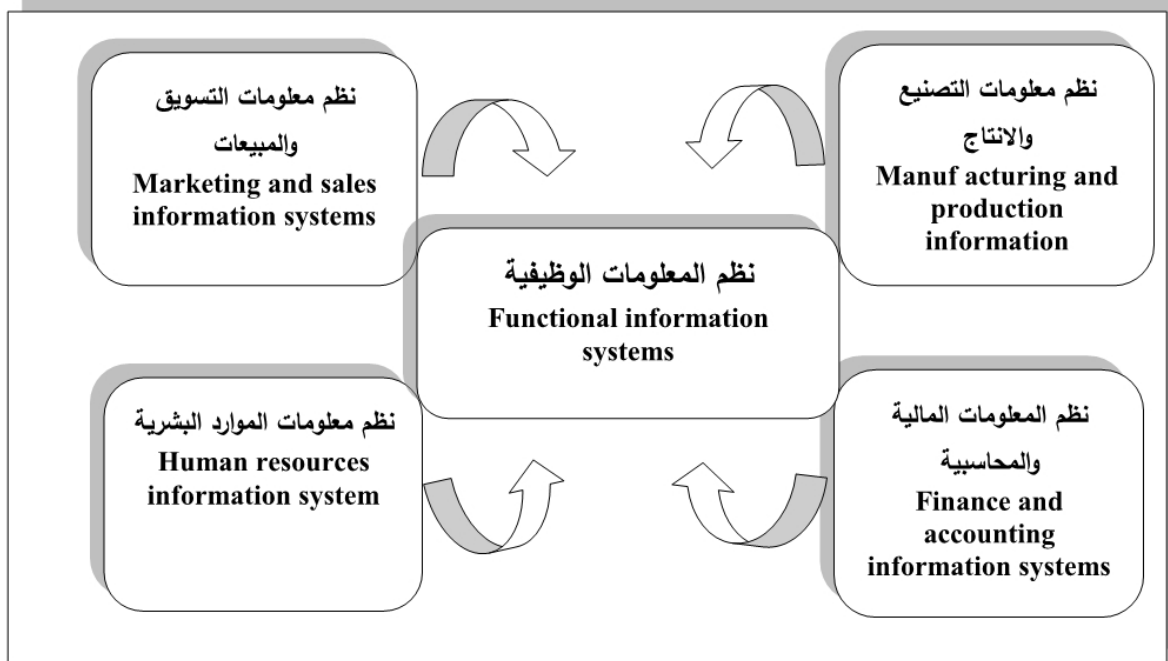 نظم معلومات التصنيع
والانتاج
Manuf acturing and
production
information
نظم معلومات التسويق
والمبيعات
Marketing and sales
information systems
نظم المعلومات الوظيفية
Functional information
systems
نظم المعلومات المالية
والمحاسبية
Finance and
accounting
information systems
نظم معلومات الموارد البشرية
Human resources
information system